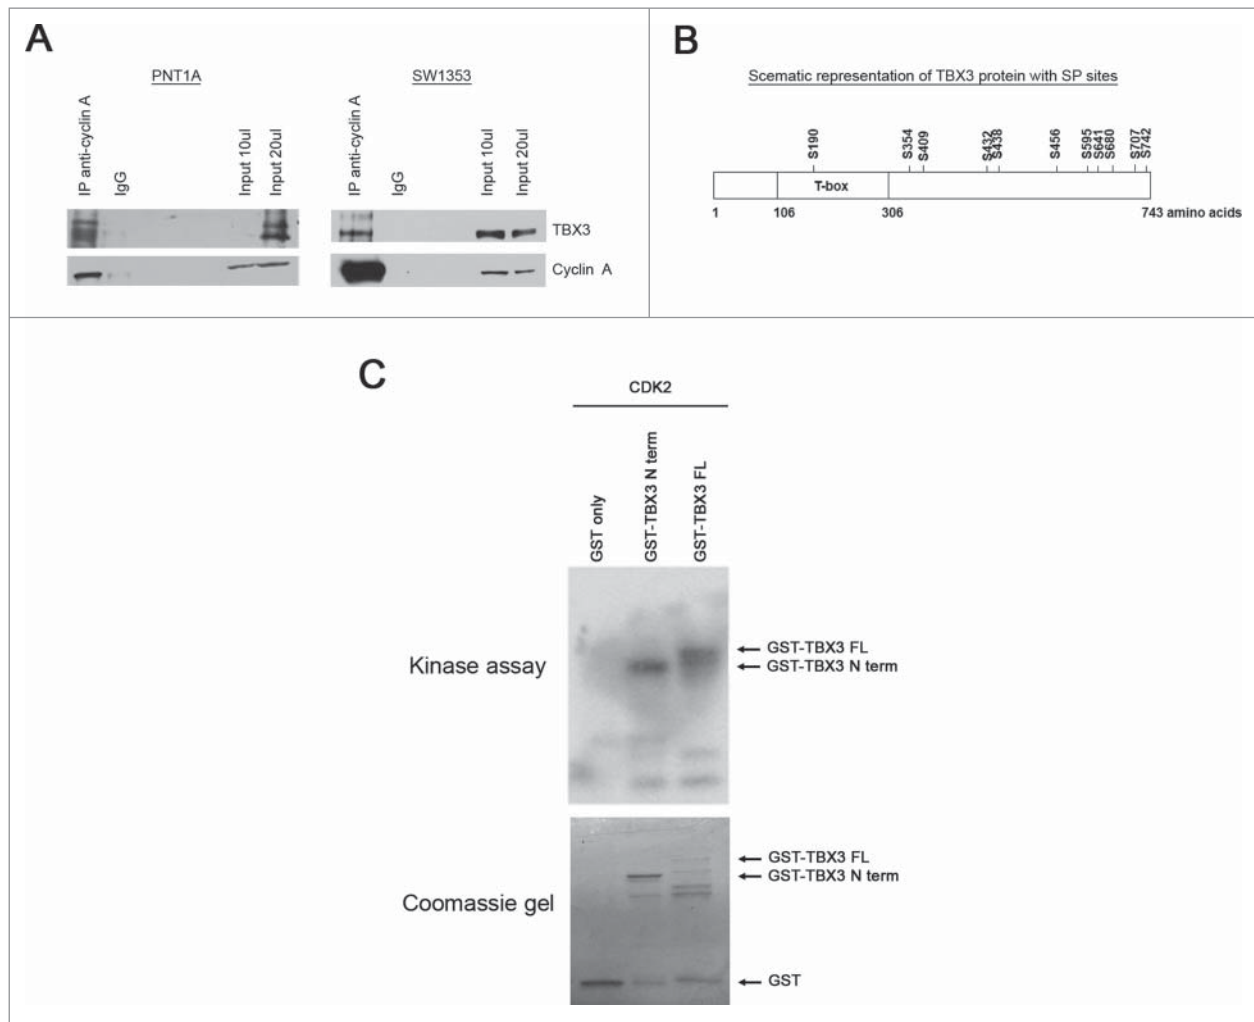 A
PNT1A
SW1353
IP anti-cyclin A
IgG
Input 10ul
Input 20ul
IP anti-cyclin A
IgG
Input 10ul
Input 20ul
TBX3
Cyclin A
B
Scematic representation of TBX3 protein with SP sites
S190
S354
S409
S432
S438
S456
S595
S641
S680
S707
S742
T-box
1
106
306
743 amino acids
C
CDK2
GST only
GST-TBX3 N term
GST-TBX3 FL
Kinase assay
GST-TBX3 FL
GST-TBX3 N term
Coomassie gel
GST-TBX3 FL
GST-TBX3 N term
GST